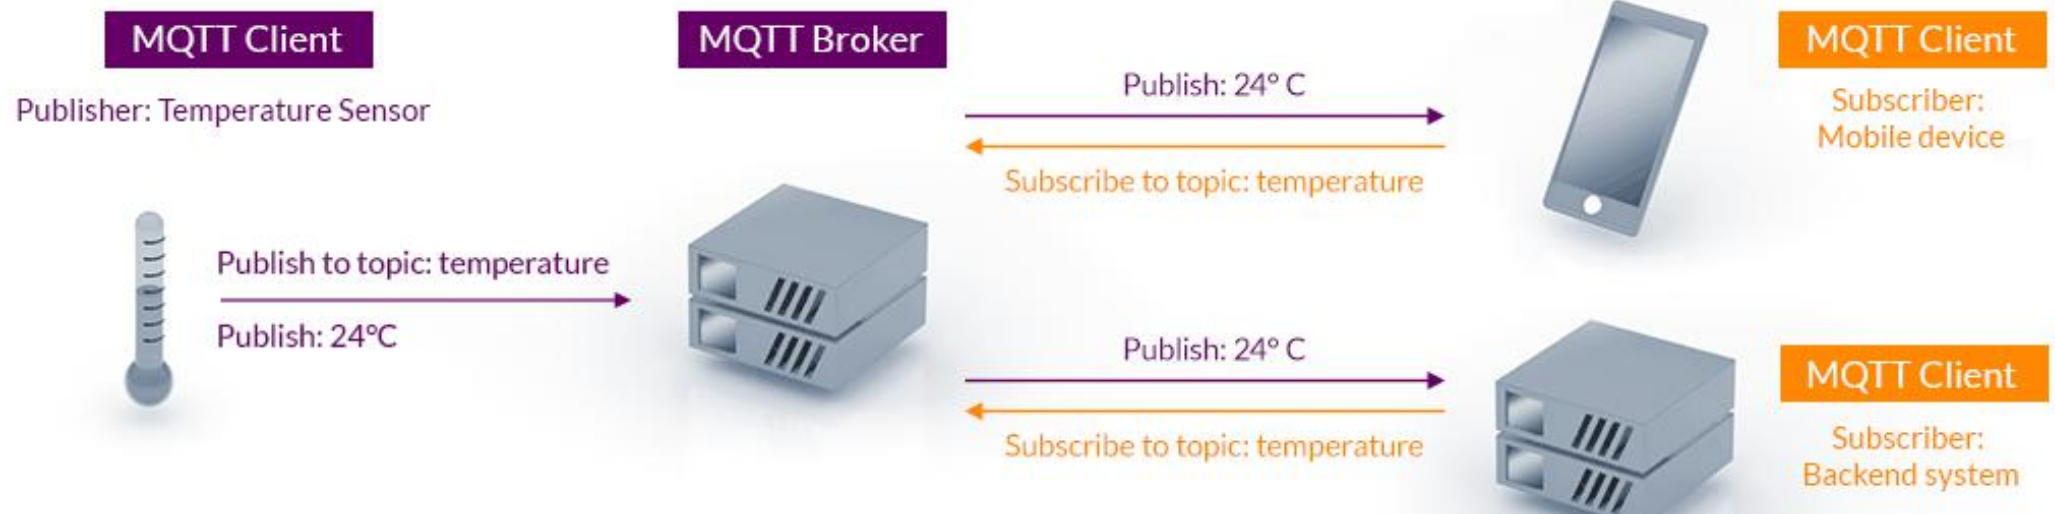 MQTT Client
Publisher: Temperature Sensor
Publish to topic: temperature
Publish: 24°C
MQTT Broker
Publish: 24° C
Subscribe to topic: temperature
MQTT Client
Subscriber:
Mobile device
Publish: 24° C
Subscribe to topic: temperature
MQTT Client
Subscriber:
Backend system